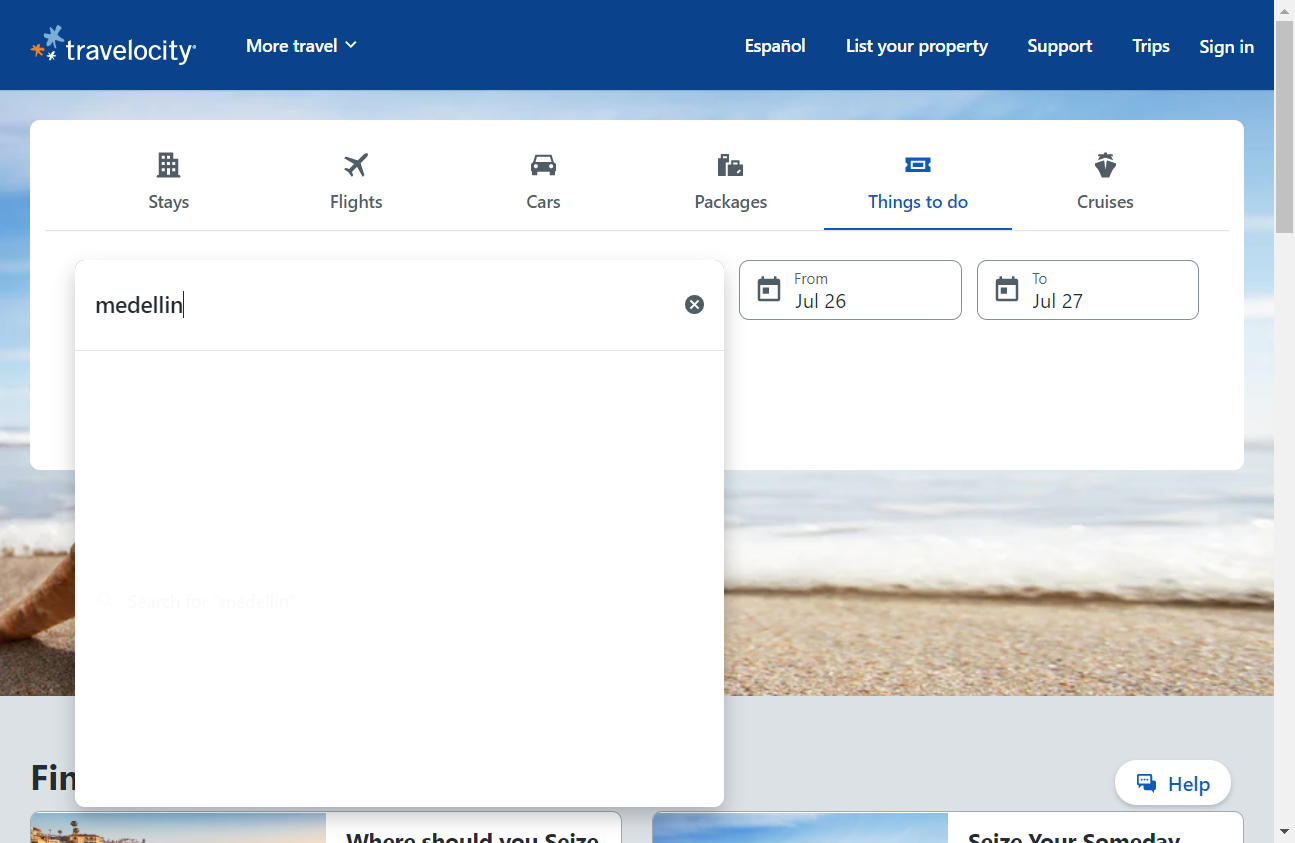 travelocity
More travel
Español
List your property
Support
Trips
Sign in
Stays
Flights
Cars
Packages
Things to do
Cruises
medellin
From
Jul 26
To
Jul 27
Search for "medellin"
Fin
Help
Where should you Seize
Seize Your Someday